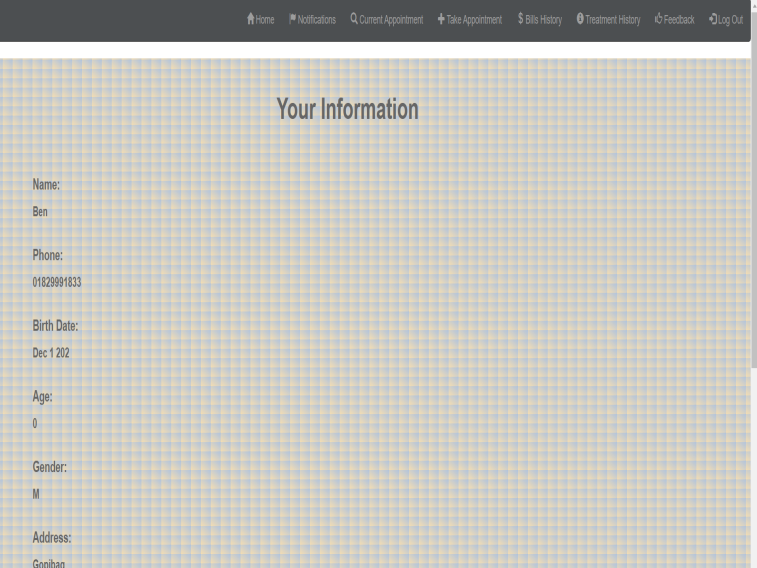 Home Notifications Current Appointment Take Appointment $ Bills History Treatment History Feedback Log Out
Your Information
Name:
Ben
Phone:
01829991833
Birth Date:
Dec 1 202
Age:
0
Gender:
M
Address:
Gopibag